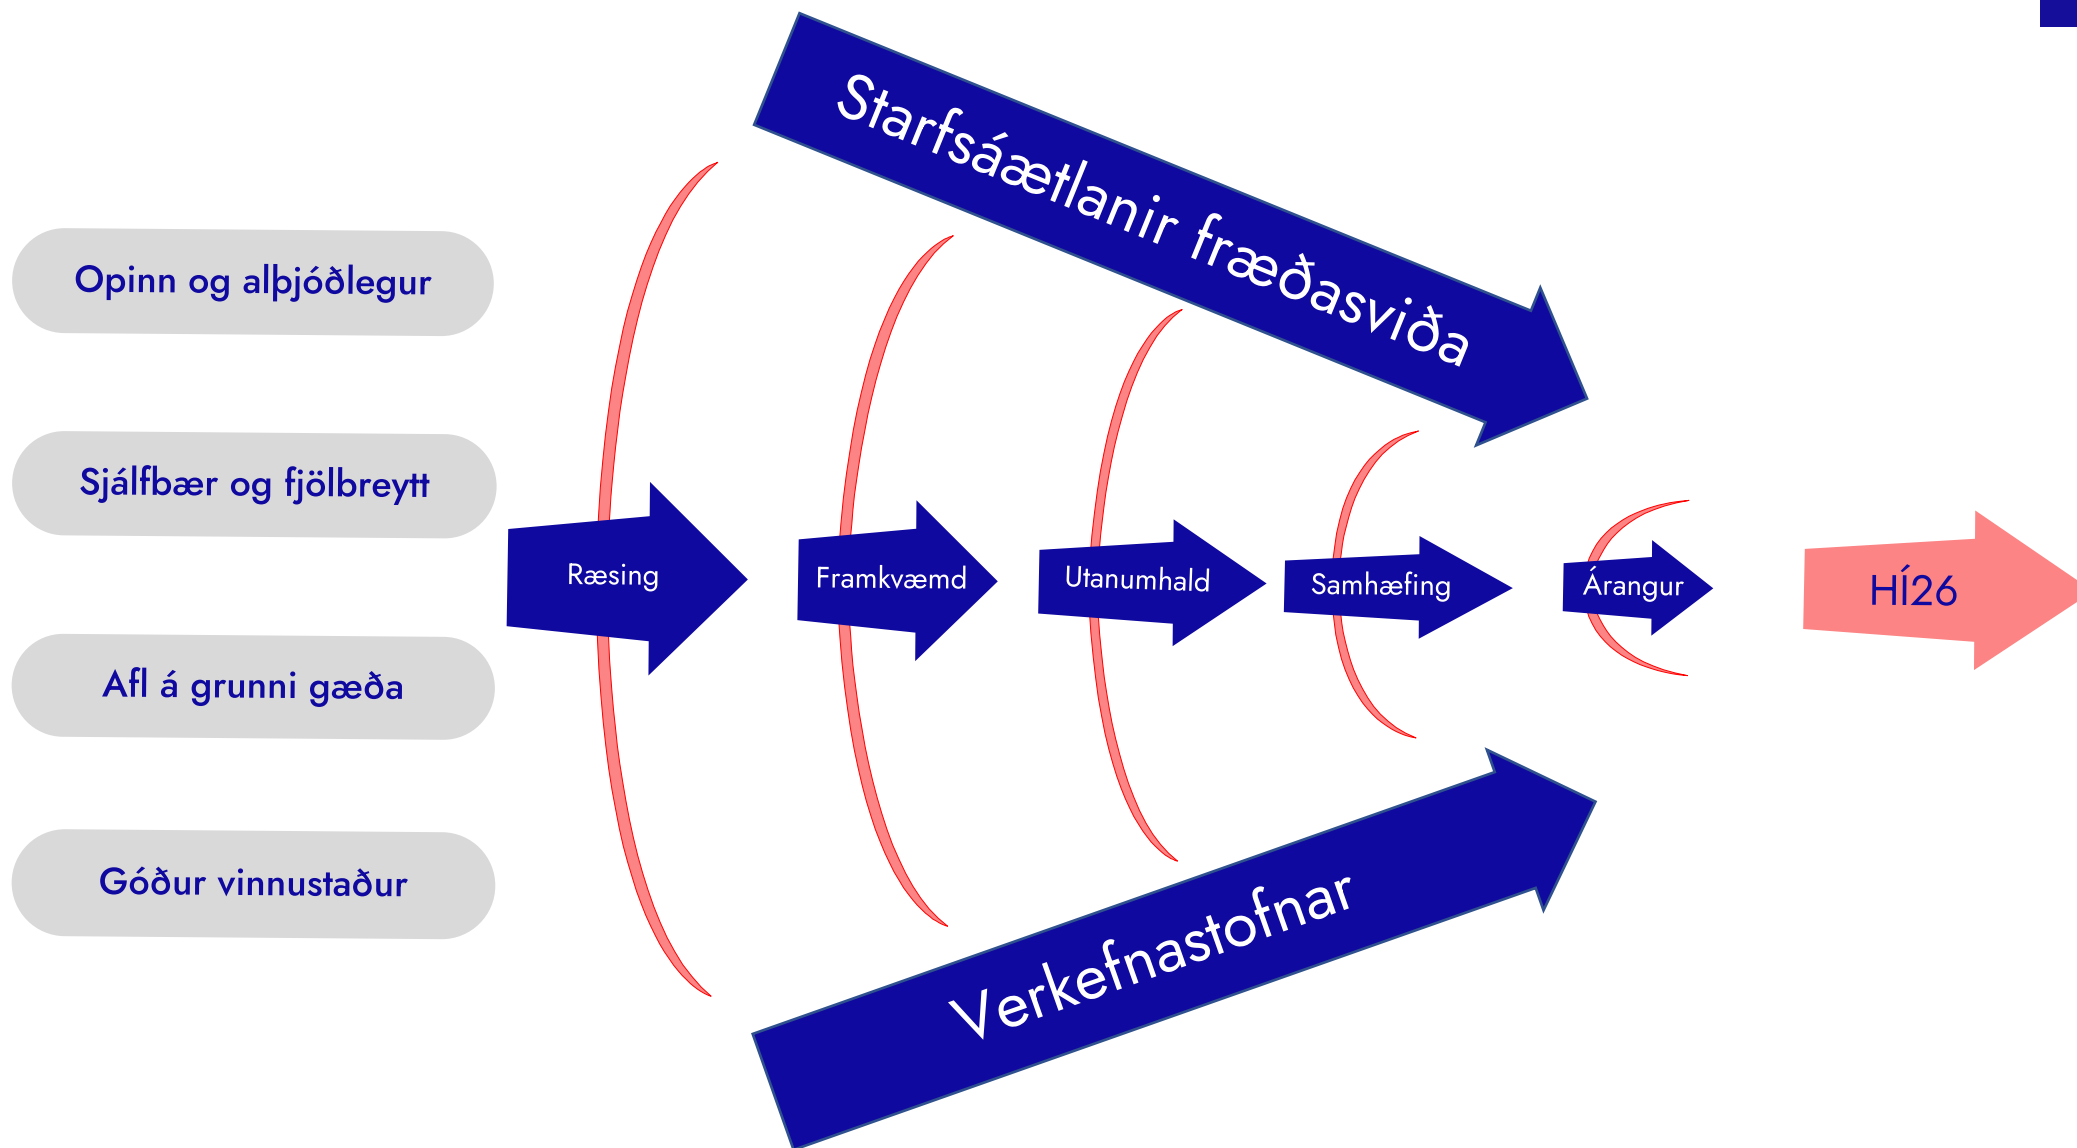 Starfsáætlanir fræðasviða
Opinn og alþjóðlegur
Sjálfbær og fjölbreytt
Afl á grunni gæða
Góður vinnustaður
Ræsing
Framkvæmd
Utanumhald
Samhæfing
Árangur
HÍ26
Verkefnastofnar